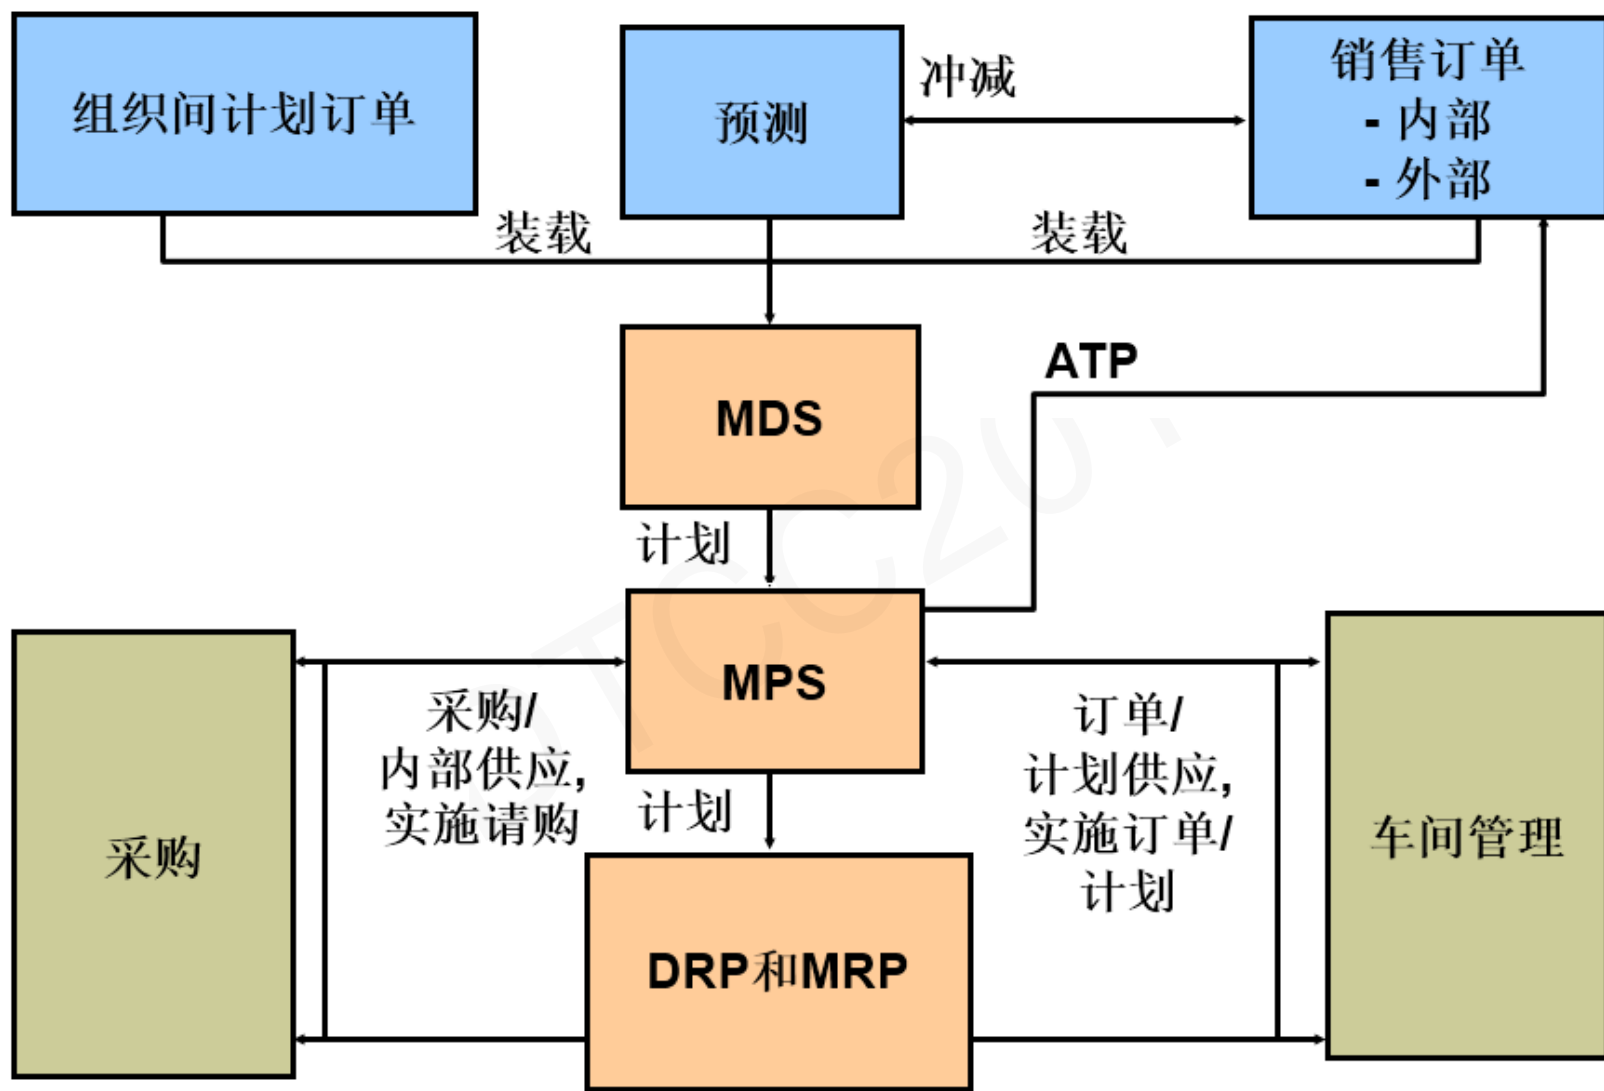 组织间计划订单
预测
冲减
销售订单
- 内部
- 外部
装载
装载
MDS
ATP
计划
MPS
采购/
内部供应,
实施请购
订单/
计划供应,
实施订单/
计划
计划
采购
车间管理
DRP和MRP